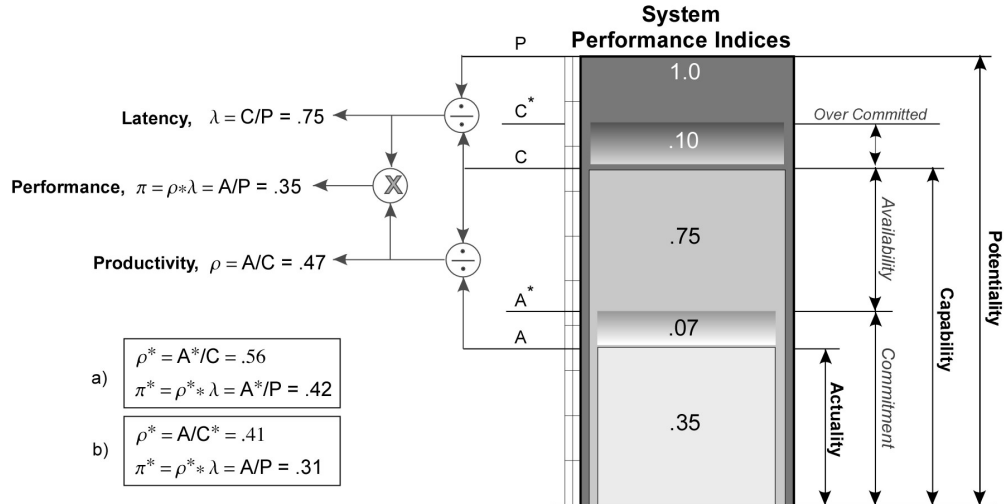 System
Performance Indices
P
1.0
C*
Over Committed
Latency, λ = C/P = .75
÷
.10
C
Performance, π = ρ*λ = A/P = .35
X
.75
Availability
Potentiality
Productivity, ρ = A/C = .47
÷
A*
Capability
.07
A
a)
ρ* = A*/C = .56
π* = ρ** λ = A*/P = .42
Commitment
Actuality
.35
b)
ρ* = A/C* = .41
π* = ρ** λ = A/P = .31